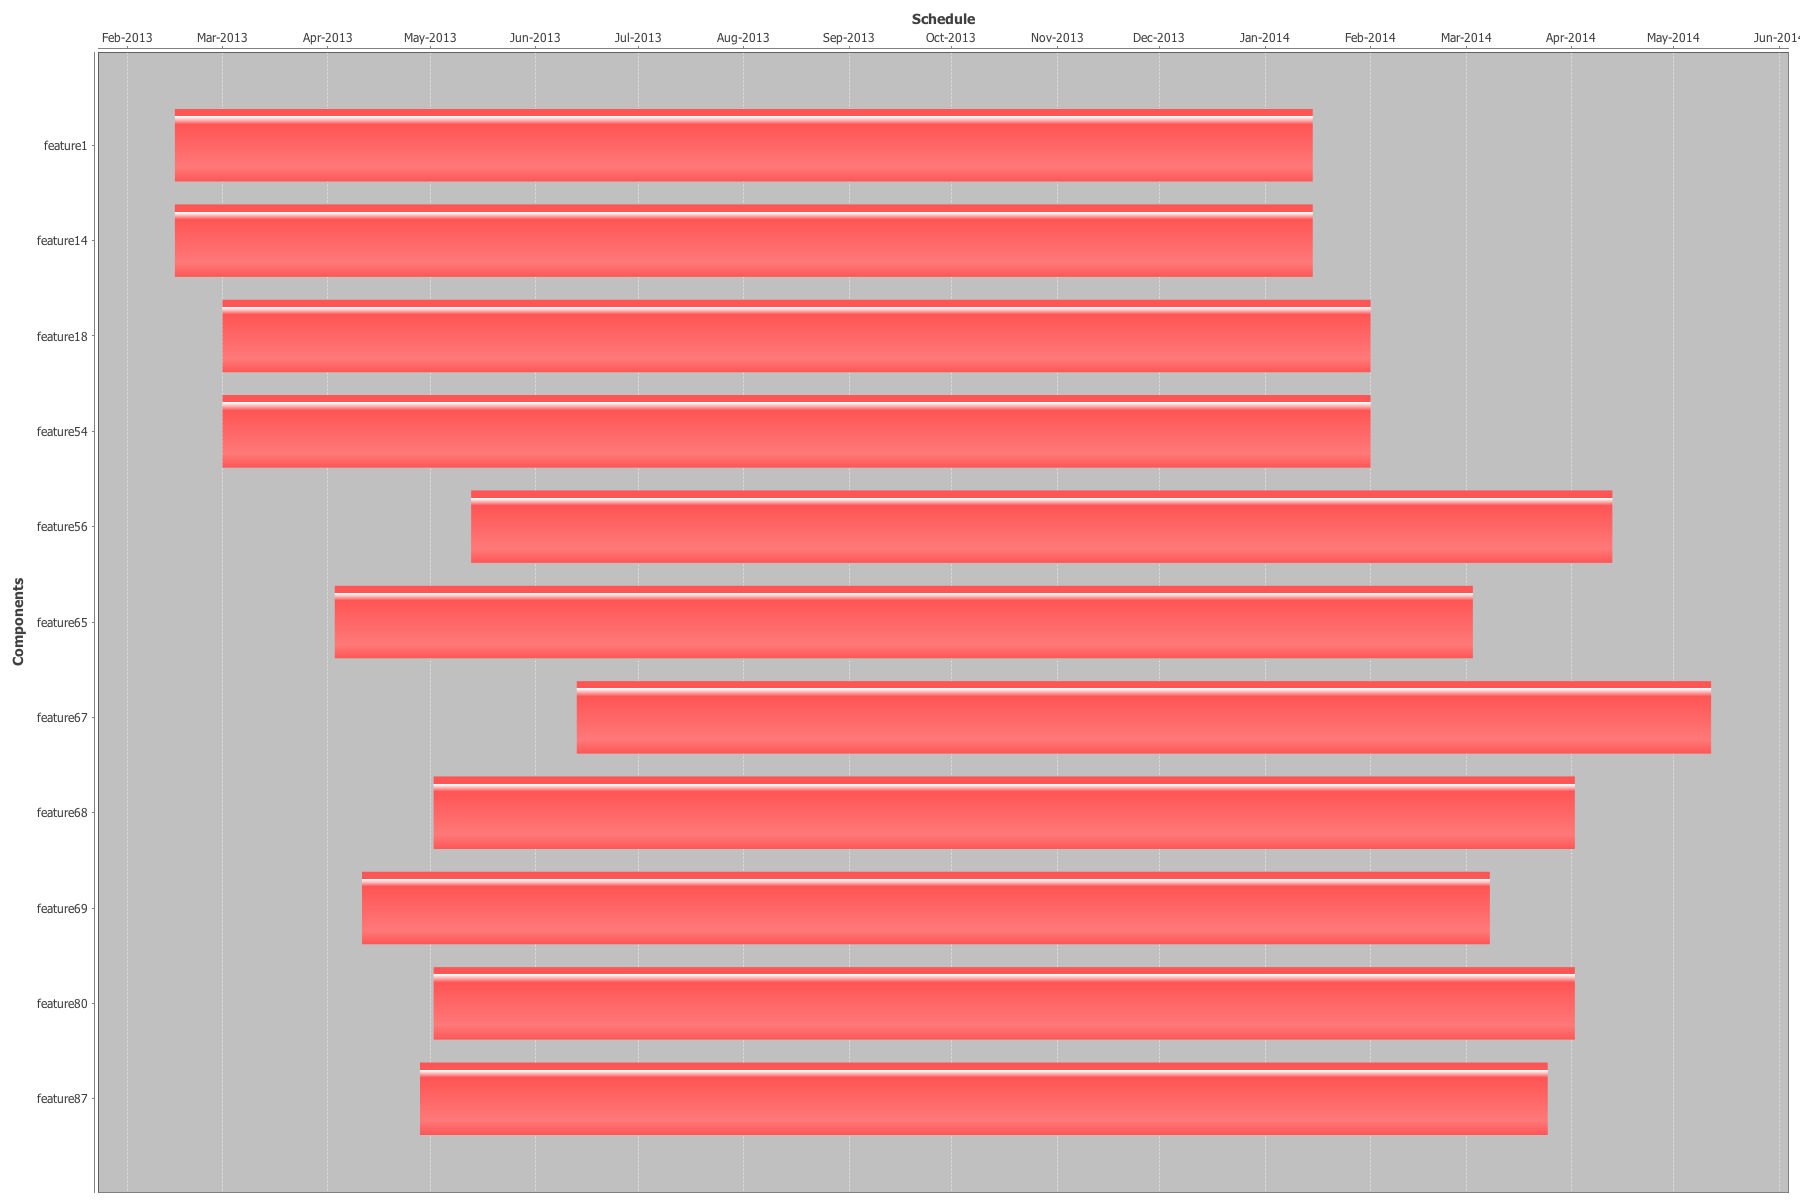 Schedule
Feb-2013 Mar-2013 Apr-2013 May-2013 Jun-2013 Jul-2013 Aug-2013 Sep-2013 Oct-2013 Nov-2013 Dec-2013 Jan-2014 Feb-2014 Mar-2014 Apr-2014 May-2014 Jun-2014
feature1
feature14
feature18
feature54
feature56
Components
feature65
feature67
feature68
feature69
feature80
feature87